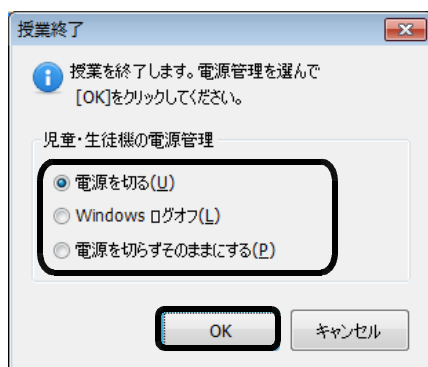 授業終了
授業を終了します。電源管理を選んで
[OK]をクリックしてください。
児童・生徒機の電源管理
電源を切る(U)
Windows ログオフ(L)
電源を切らずそのままにする(P)
OK
キャンセル